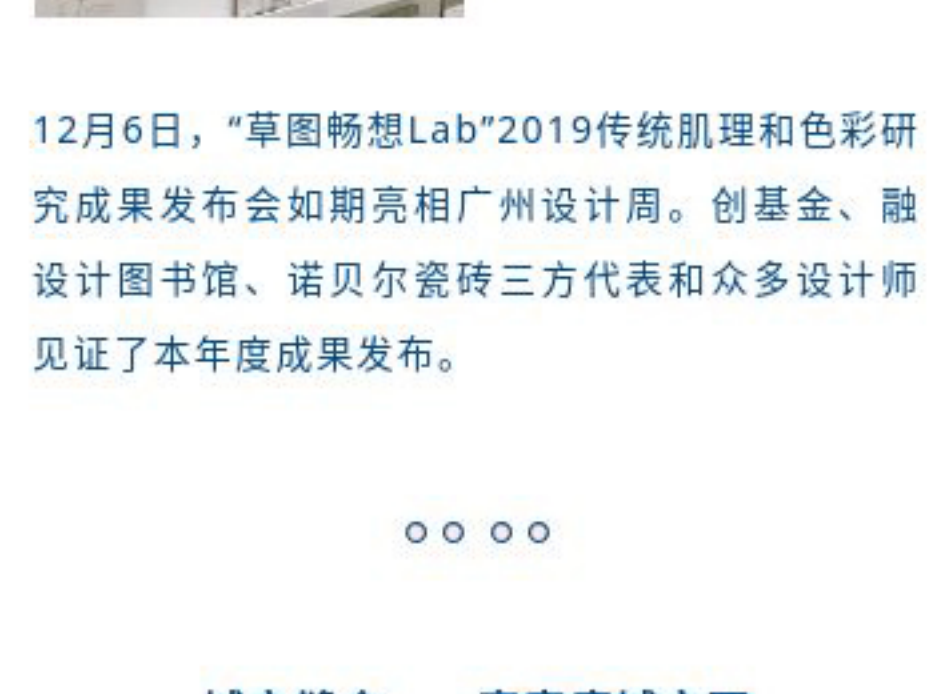 12月6日，“草图畅想Lab”2019传统肌理和色彩研
究成果发布会如期亮相广州设计周。创基金、融
设计图书馆、诺贝尔瓷砖三方代表和众多设计师
见证了本年度成果发布。